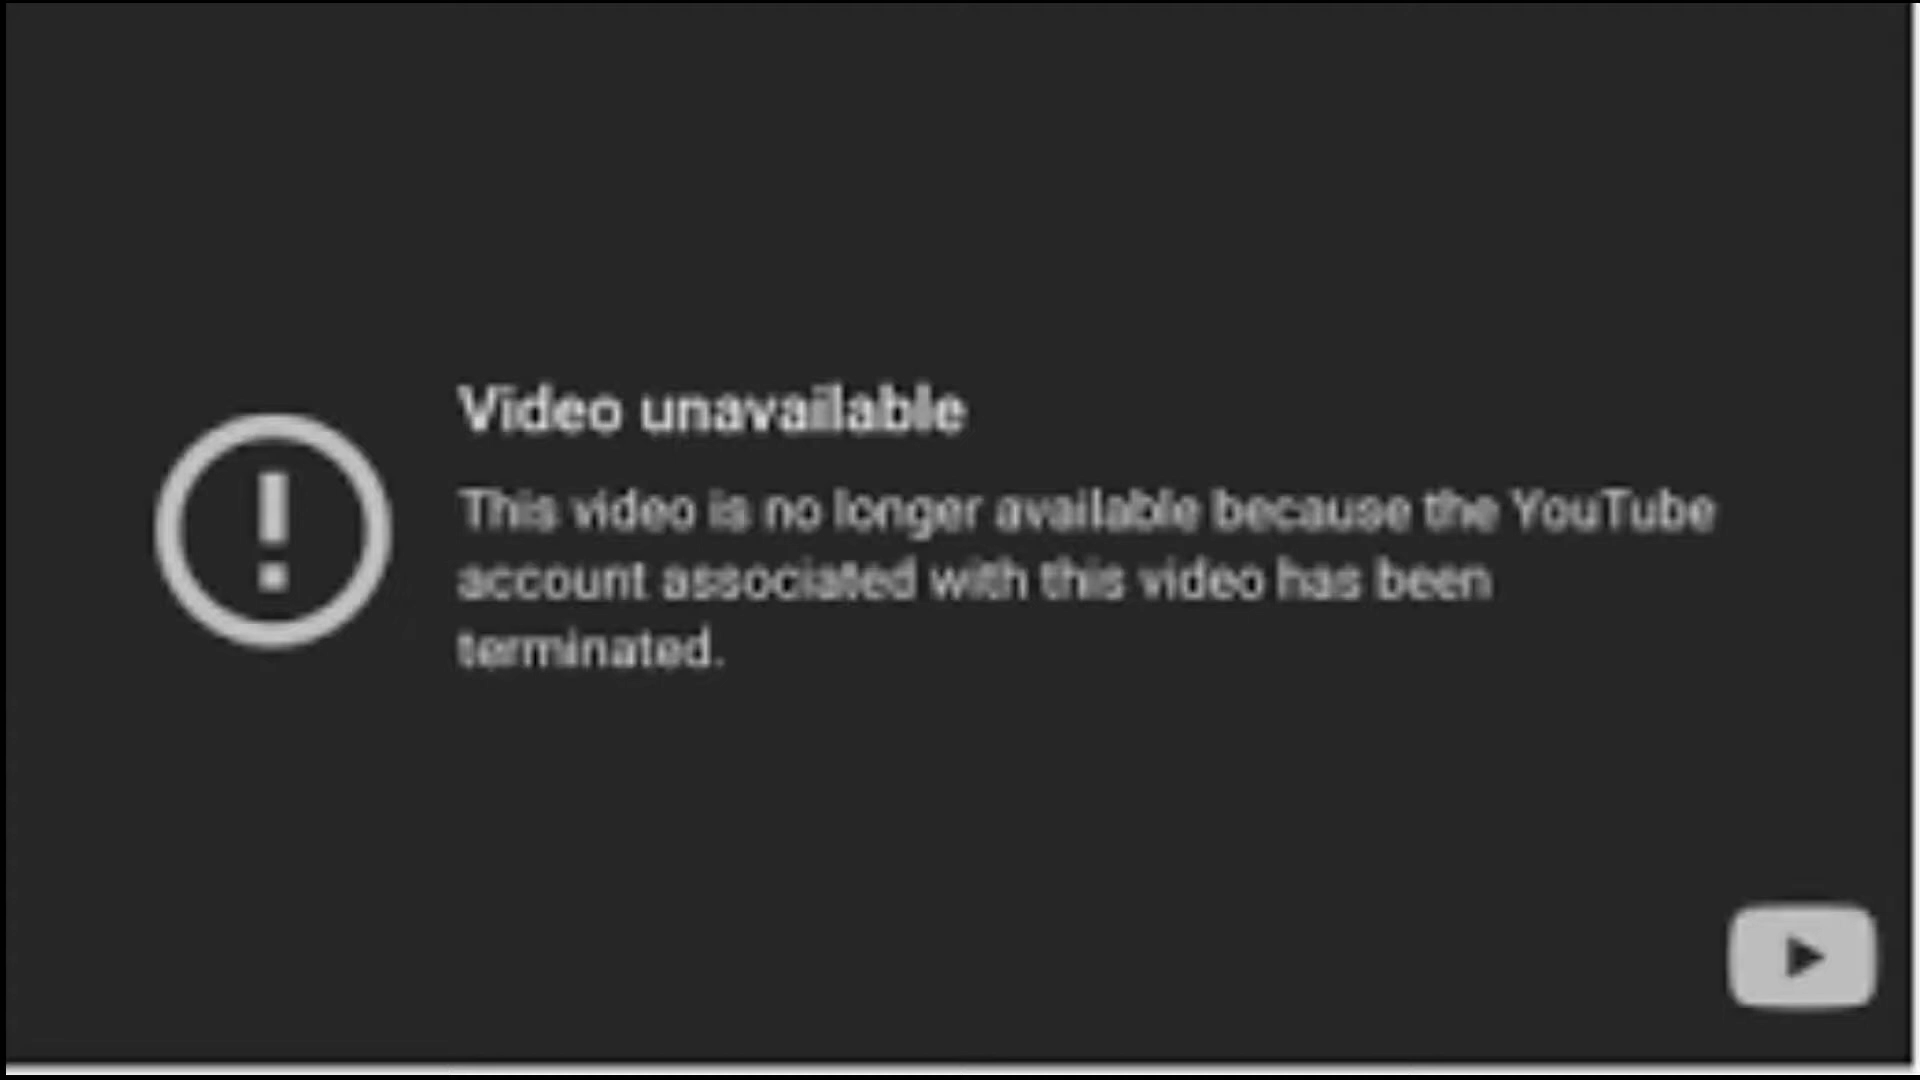 Video unavailable
This video is no longer available because the YouTube
account associated with this video has been
terminated.